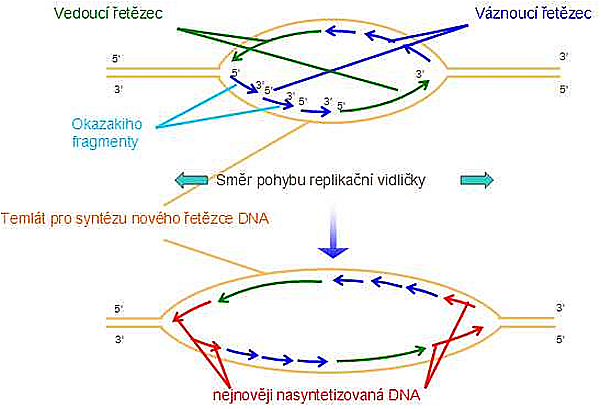 Vedoucí řetězec
Váznoucí řetězec
5'
3'
3'
5'
5'
3'
5'
3'
5'
3'
5'
3'
Okazakiho
fragmenty
Směr pohybu replikační vidličky
Temlát pro syntézu nového řetězce DNA
5'
3'
3'
5'
nejnověji nasyntetizovaná DNA